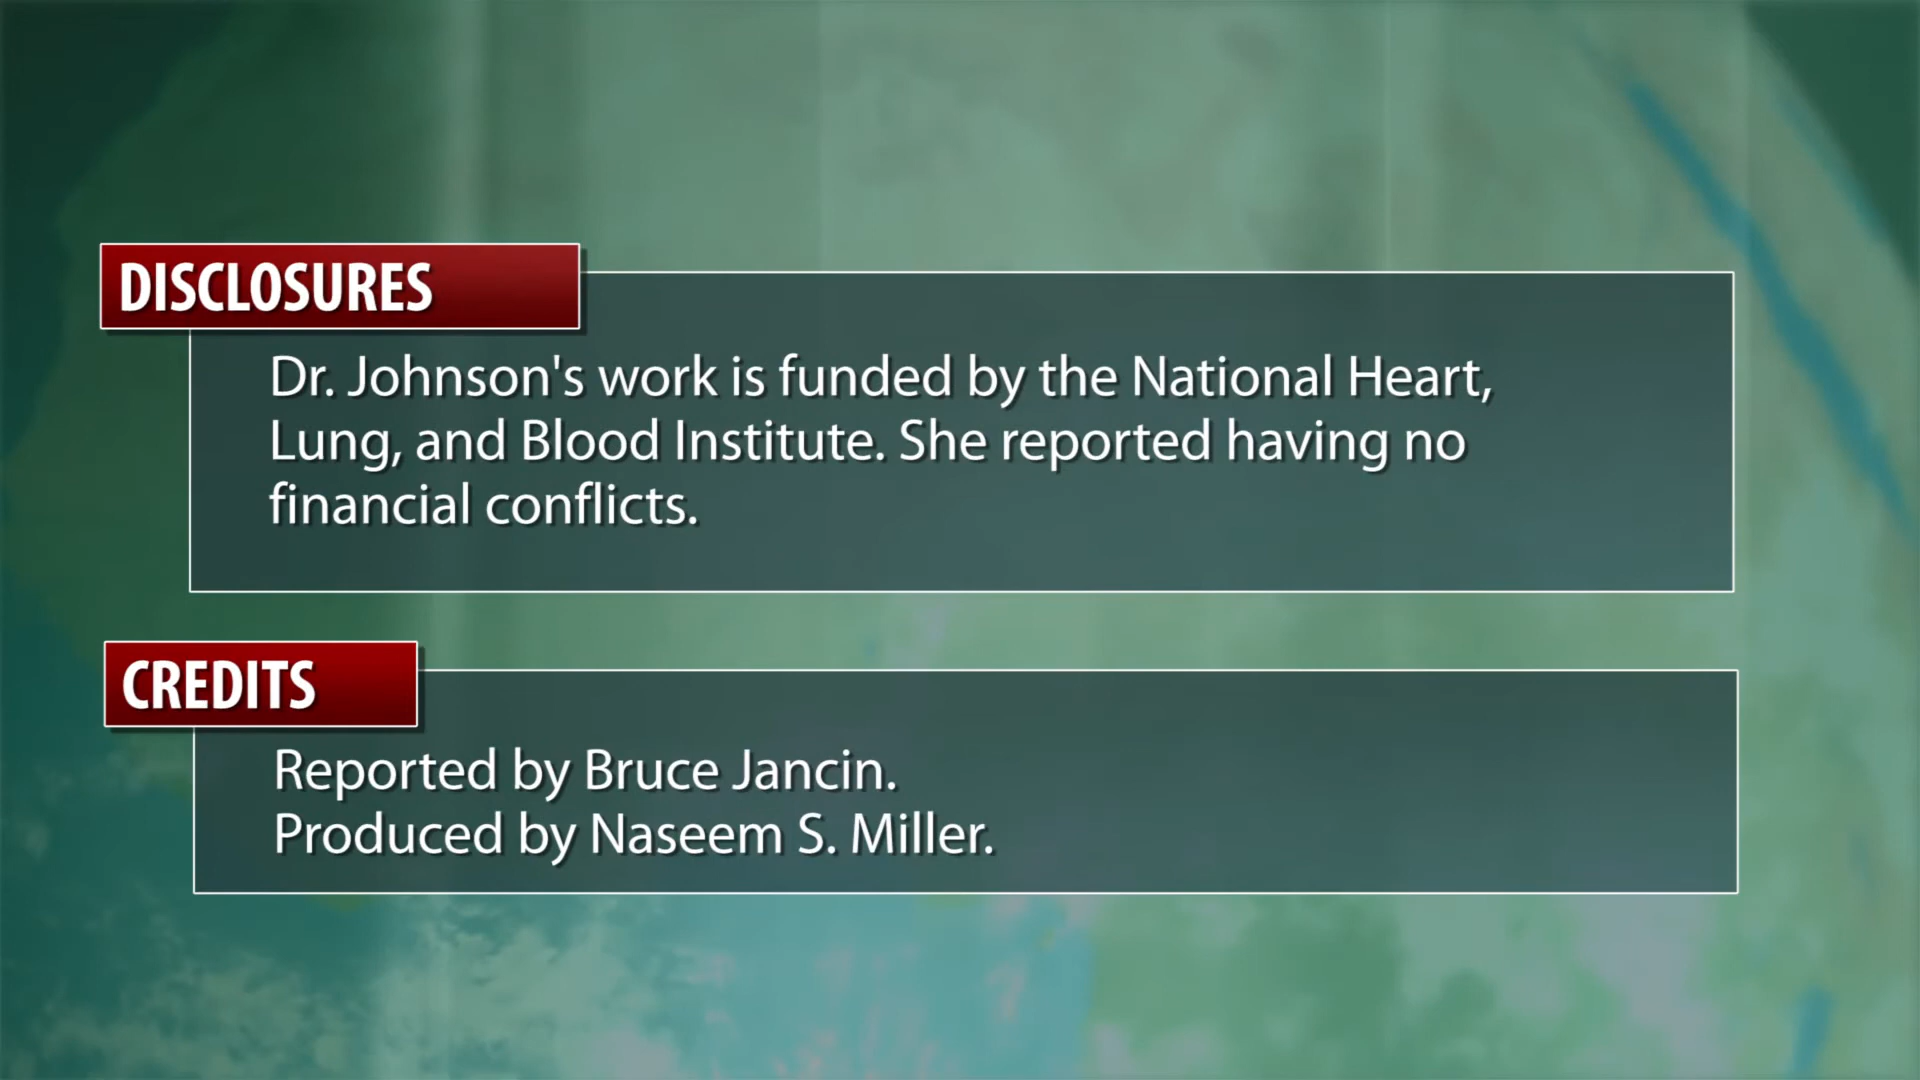 DISCLOSURES
Dr. Johnson's work is funded by the National Heart,
Lung, and Blood Institute. She reported having no
financial conflicts.
CREDITS
Reported by Bruce Jancin.
Produced by Naseem S. Miller.